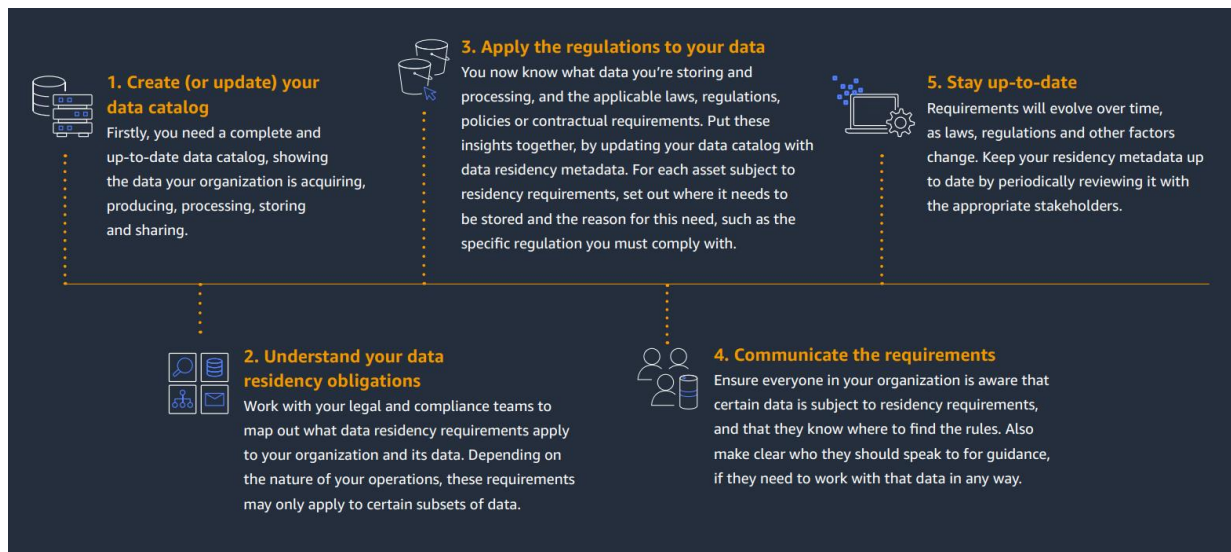 1. Create (or update) your
data catalog
Firstly, you need a complete and
up-to-date data catalog, showing
the data your organization is acquiring,
producing, processing, storing
and sharing.
2. Understand your data
residency obligations
Work with your legal and compliance teams to
map out what data residency requirements apply
to your organization and its data. Depending on
the nature of your operations, these requirements
may only apply to certain subsets of data.
3. Apply the regulations to your data
You now know what data you’re storing and
processing, and the applicable laws, regulations,
policies or contractual requirements. Put these
insights together, by updating your data catalog with
data residency metadata. For each asset subject to
residency requirements, set out where it needs to
be stored and the reason for this need, such as the
specific regulation you must comply with.
4. Communicate the requirements
Ensure everyone in your organization is aware that
certain data is subject to residency requirements,
and that they know where to find the rules. Also
make clear who they should speak to for guidance,
if they need to work with that data in any way.
5. Stay up-to-date
Requirements will evolve over time,
as laws, regulations and other factors
change. Keep your residency metadata up
to date by periodically reviewing it with
the appropriate stakeholders.